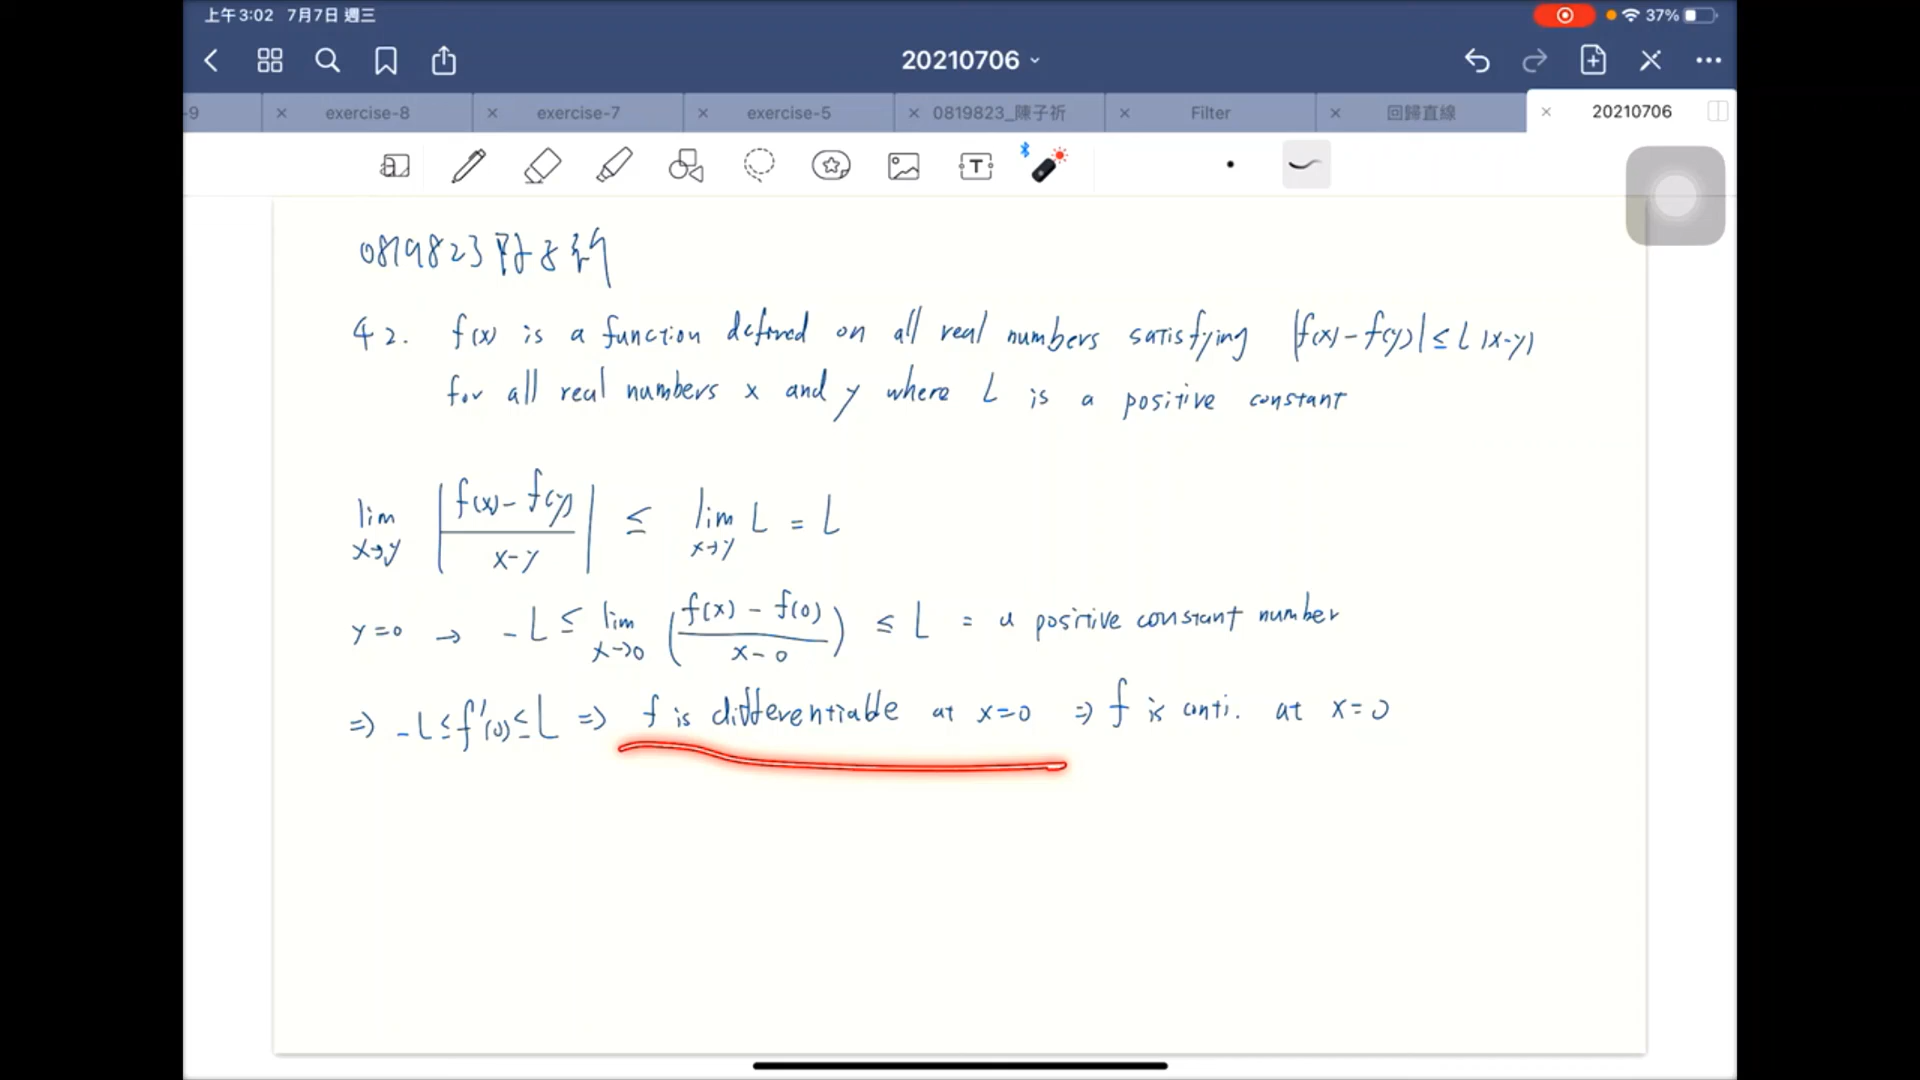 上午3:02 7月7日 週三 37%
20210706
-9 exercise-8 exercise-7 exercise-5 0819823_陳子祈 Filter 回歸直線 20210706
0819823 陳子祈
42. f(x) is a function defined on all real numbers satisfying |f(x)-f(y)| ≤ L|x-y|
for all real numbers x and y where L is a positive constant
lim x→y |f(x)-f(y) / x-y| ≤ lim x→y L = L
y=0 → -L ≤ lim x→0 (f(x)-f(0) / x-0) ≤ L = a positive constant number
⇒ -L ≤ f'(0) ≤ L ⇒ f is differentiable at x=0 ⇒ f is conti. at x=0